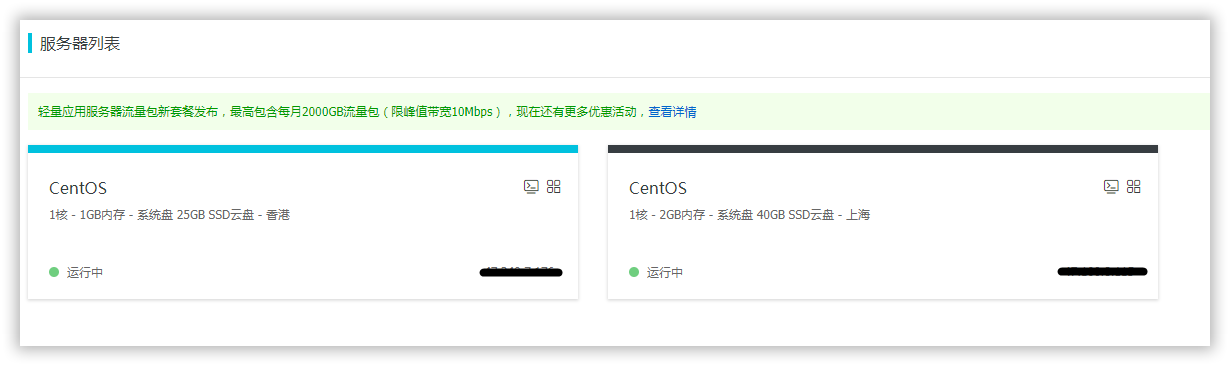 服务器列表
轻量应用服务器流量包新套餐发布，最高包含每月2000GB流量包（限峰值带宽10Mbps），现在还有更多优惠活动，查看详情
CentOS
1核 - 1GB内存 - 系统盘 25GB SSD云盘 - 香港
运行中
CentOS
1核 - 2GB内存 - 系统盘 40GB SSD云盘 - 上海
运行中